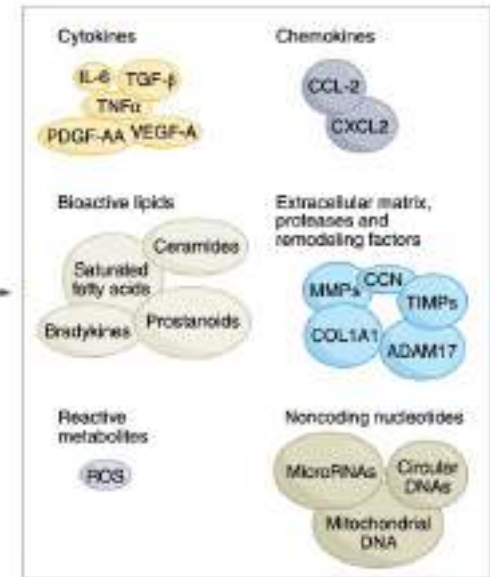 Cytokines
IL-6
TGF-β
TNFα
PDGF-AA
VEGF-A
Chemokines
CCL-2
CXCL2
Bioactive lipids
Ceramides
Saturated
fatty acids
Bradykines
Prostanoids
Extracellular matrix,
proteases and
remodeling factors
MMPs
CCN
TIMPs
COL1A1
ADAM17
Reactive
metabolites
ROS
Noncoding nucleotides
MicroRNAs
Circular
DNAs
Mitochondrial
DNA